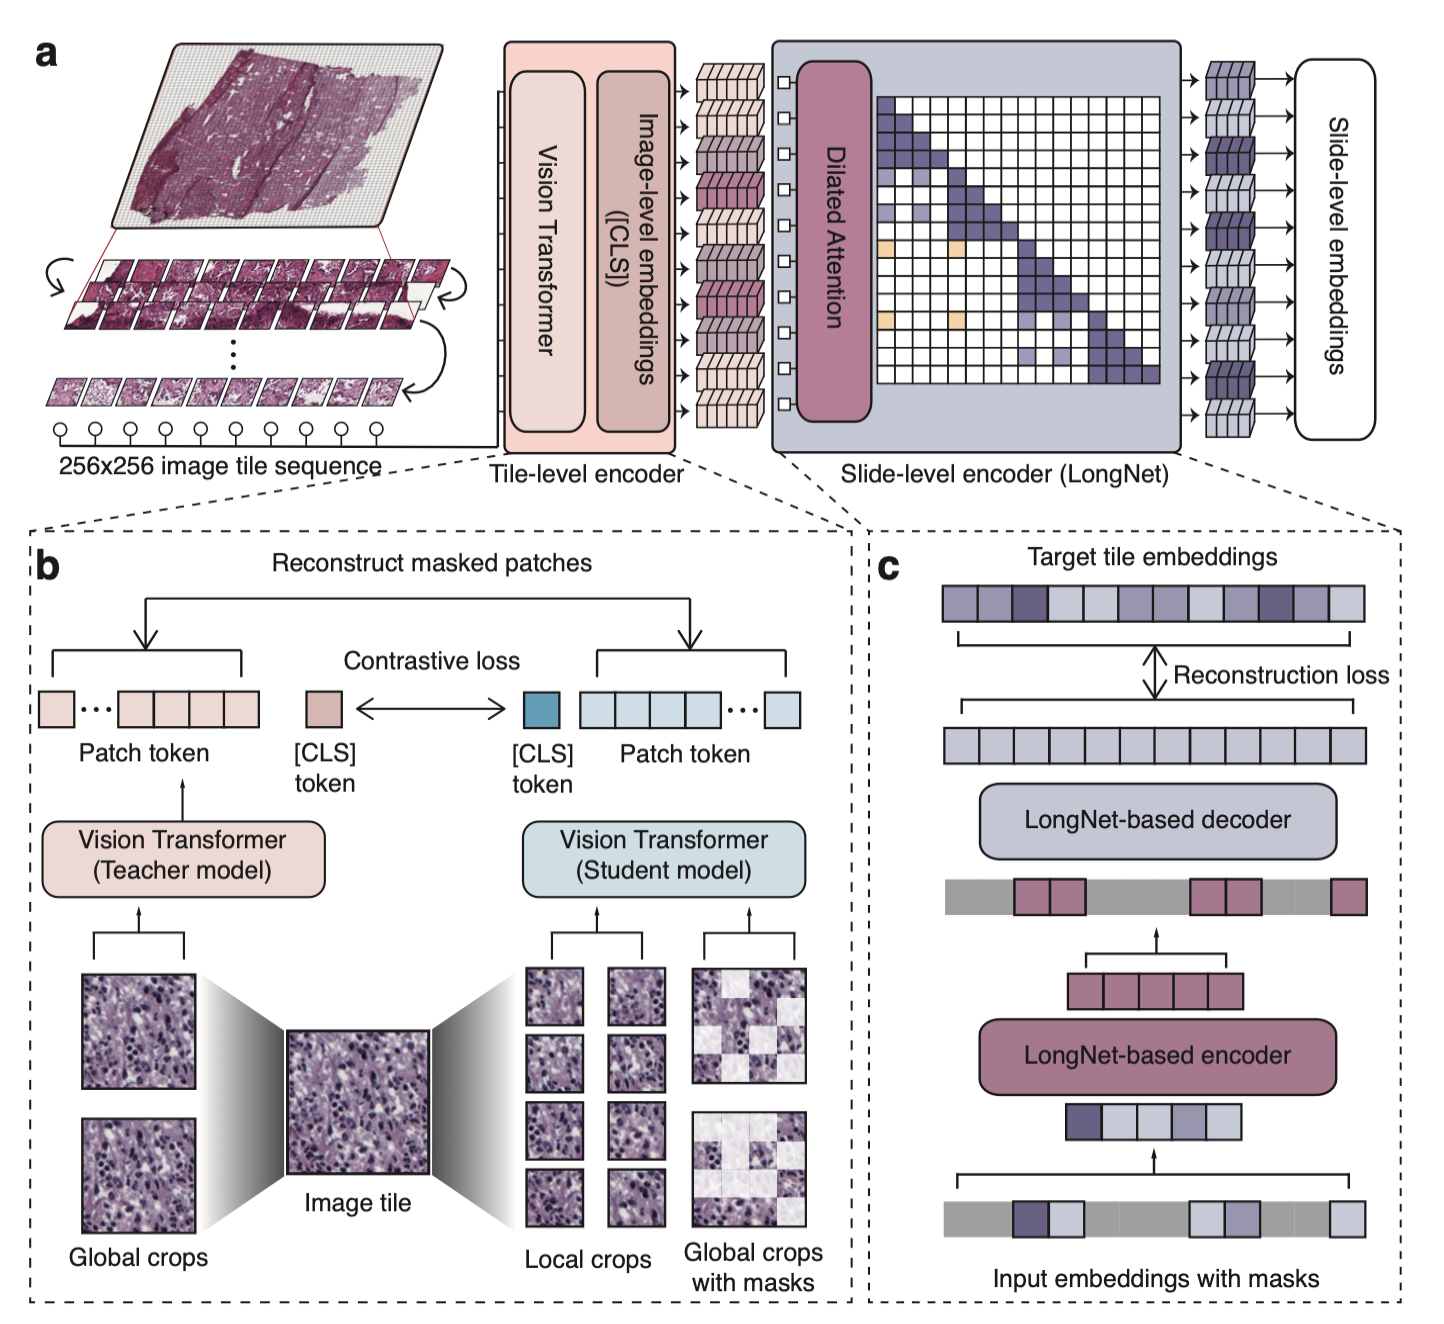 a
Vision Transformer
Image-level embeddings
([CLS])
Dilated Attention
Slide-level embeddings
256x256 image tile sequence
Tile-level encoder
Slide-level encoder (LongNet)
b
Reconstruct masked patches
Contrastive loss
Patch token
[CLS]
token
[CLS]
token
Patch token
Vision Transformer
(Teacher model)
Vision Transformer
(Student model)
Image tile
Global crops
Local crops
Global crops
with masks
c
Target tile embeddings
Reconstruction loss
LongNet-based decoder
LongNet-based encoder
Input embeddings with masks